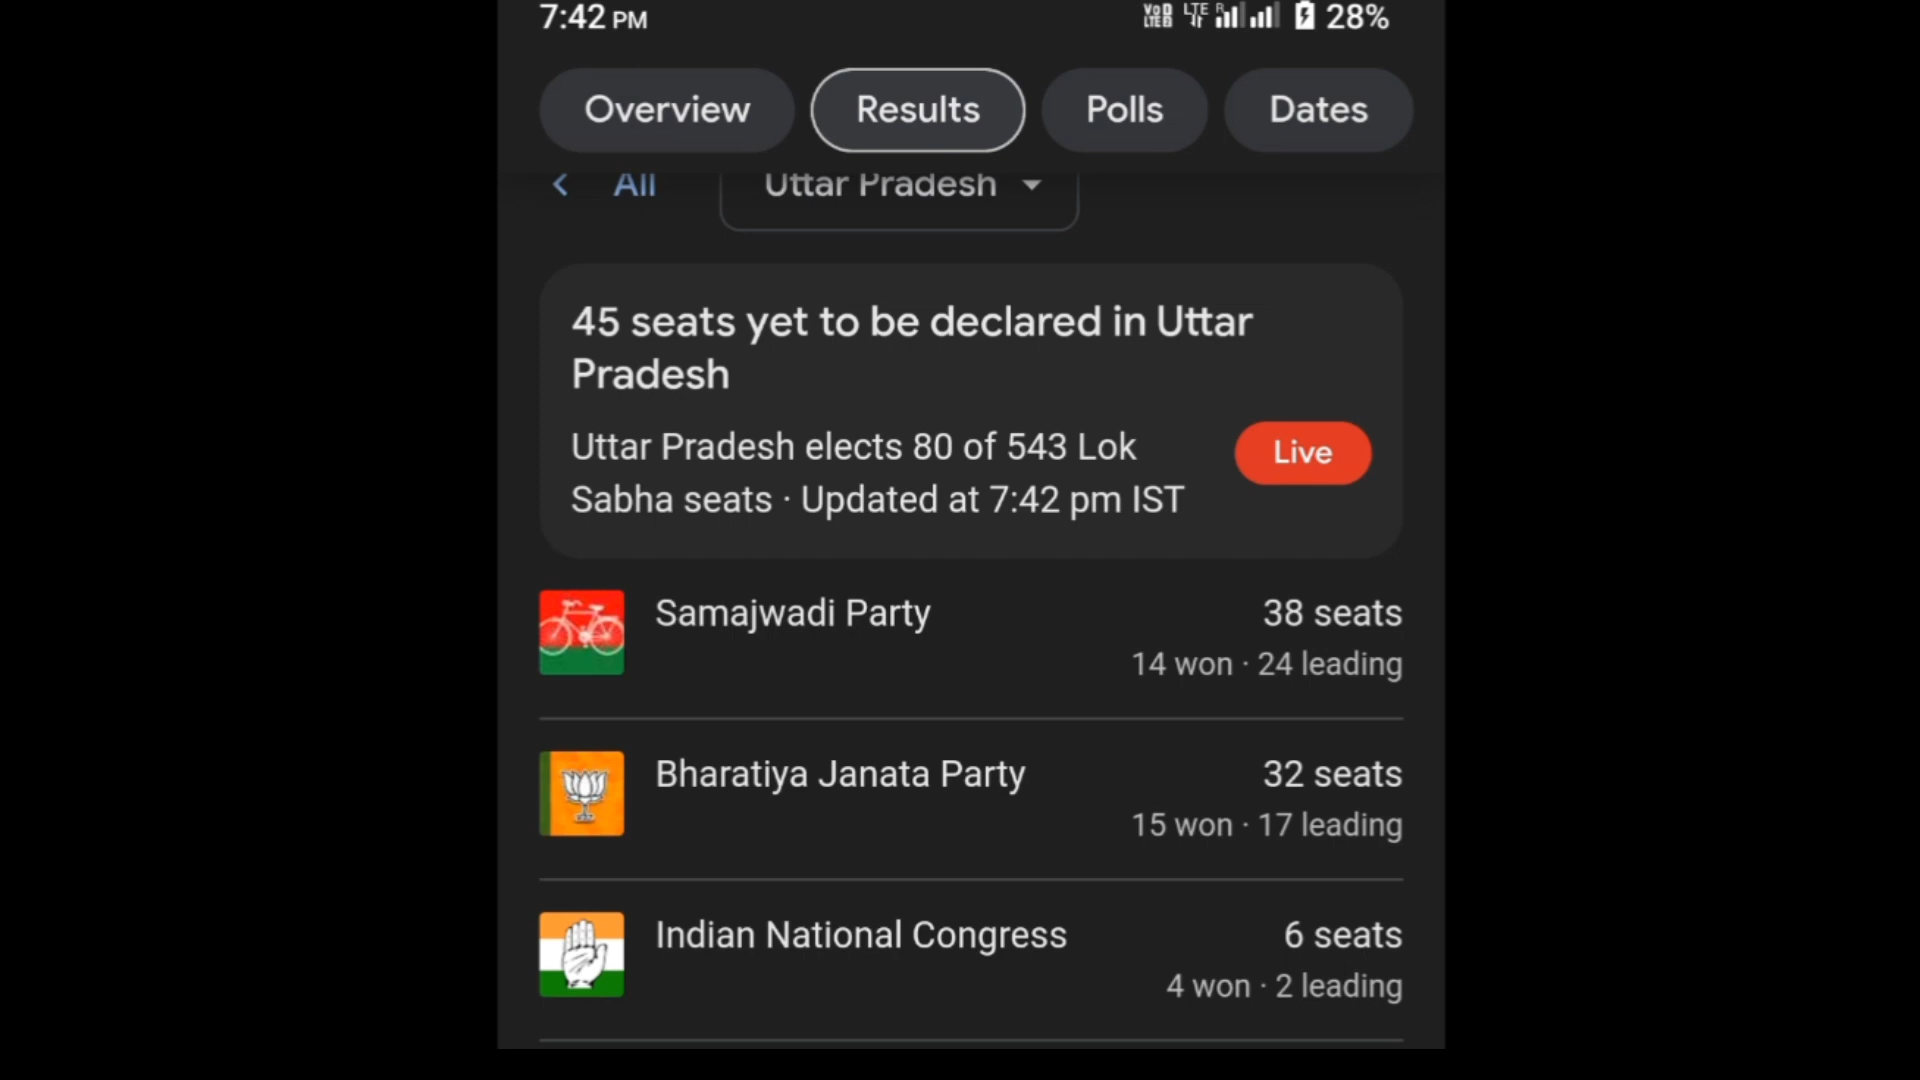 7:42 PM
VoD LTE2 LTE R 28%
Overview Results Polls Dates
All Uttar Pradesh
45 seats yet to be declared in Uttar
Pradesh
Uttar Pradesh elects 80 of 543 Lok
Sabha seats · Updated at 7:42 pm IST
Live
Samajwadi Party 38 seats
14 won · 24 leading
Bharatiya Janata Party 32 seats
15 won · 17 leading
Indian National Congress 6 seats
4 won · 2 leading